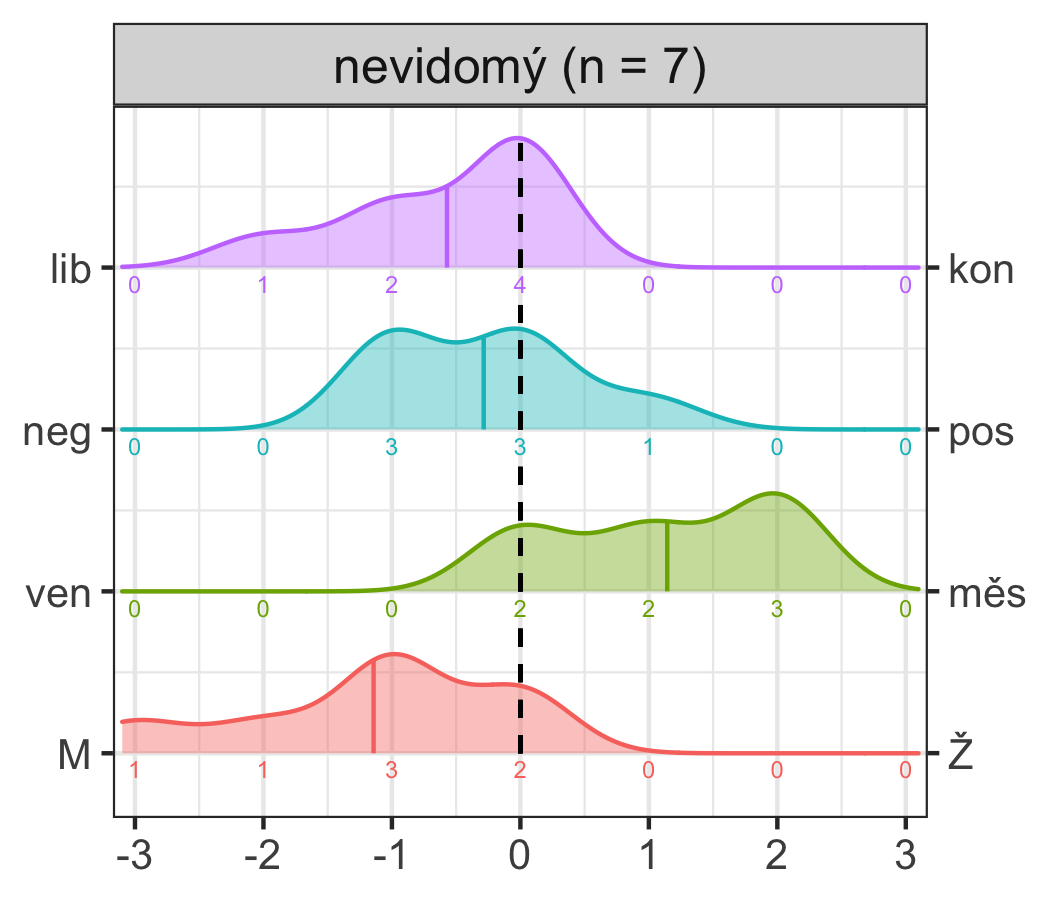 nevidomý (n = 7)
lib kon
0 1 2 4 0 0 0
neg pos
0 0 3 3 1 0 0
ven měs
0 0 0 2 2 3 0
M Ž
1 1 3 2 0 0 0
-3 -2 -1 0 1 2 3